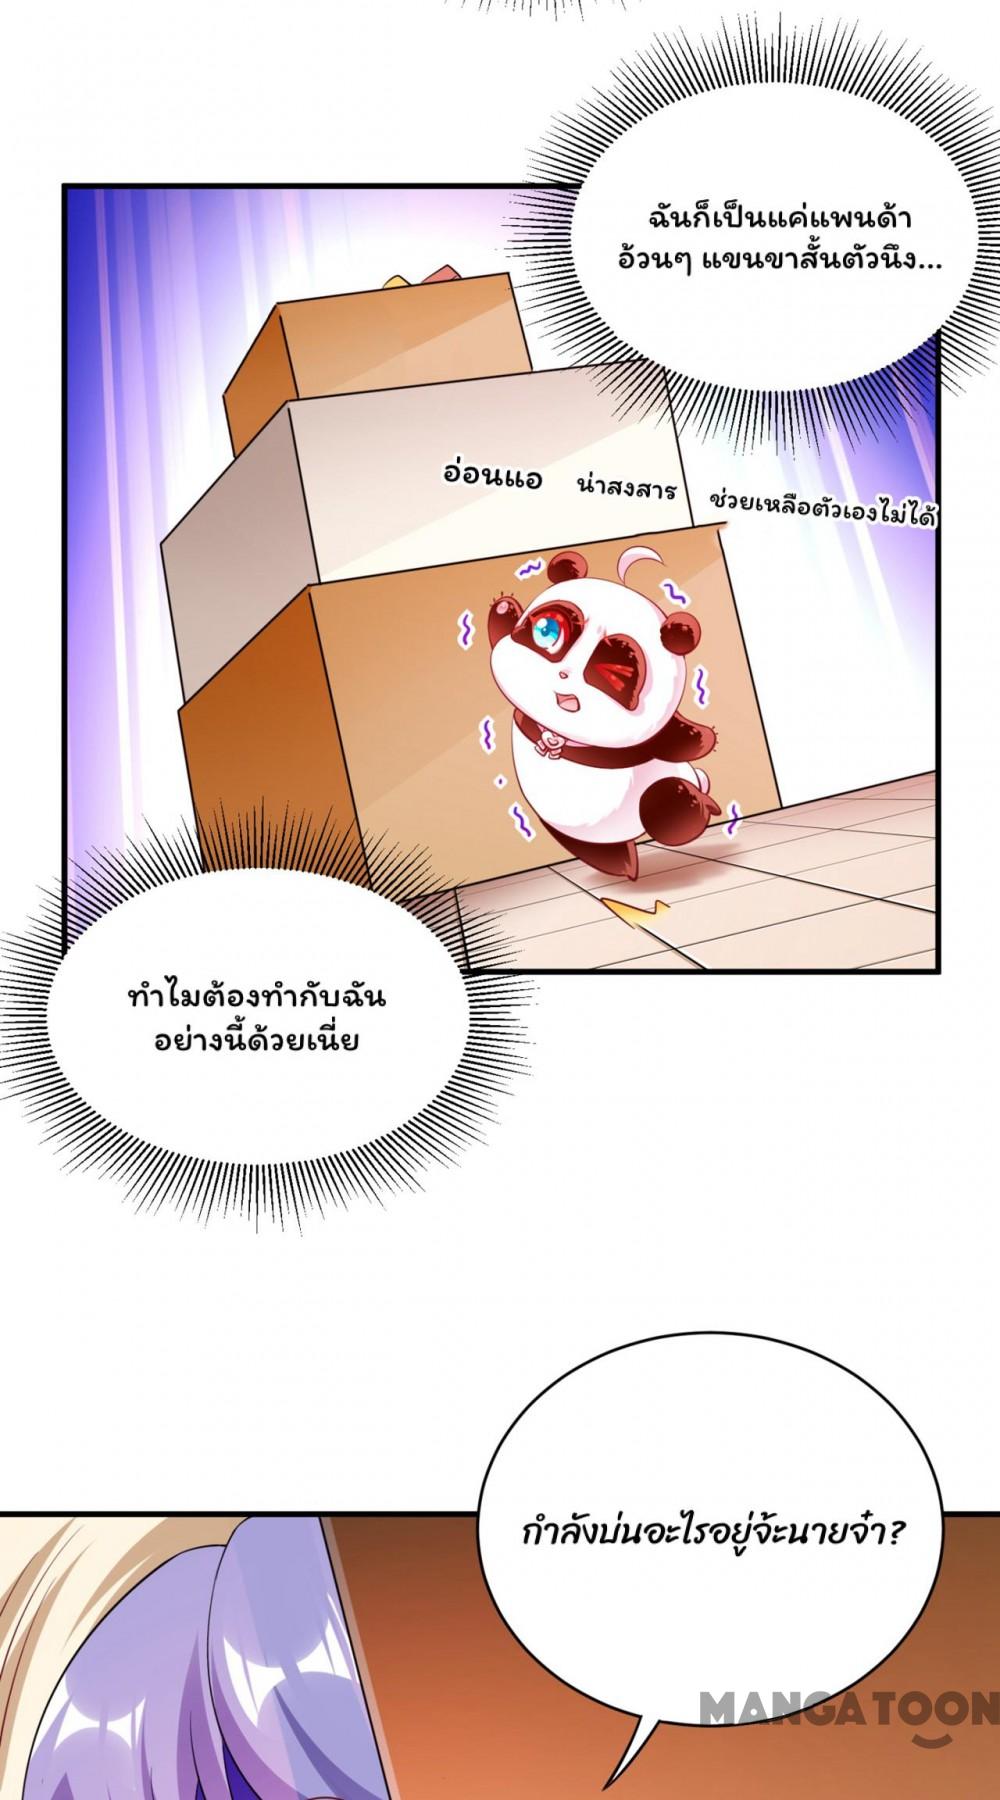 ฉันก็เป็นแค่แพนด้า
อ้วนๆ แขนขาสั้นตัวนึง...
อ่อนแอ
น่าสงสาร
ช่วยเหลือตัวเองไม่ได้
ทำไมต้องทำกับฉัน
อย่างนี้ด้วยเนี่ย
กำลังบ่นอะไรอยู่จ้ะนายจ๋า?
MANGATOON